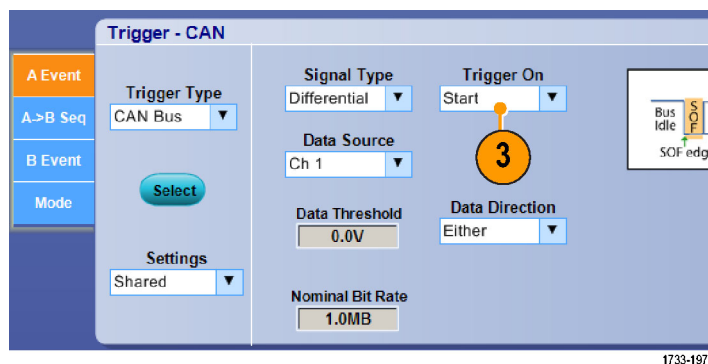 Trigger - CAN
A Event
A->B Seq
B Event
Mode
Trigger Type
CAN Bus
Select
Settings
Shared
Signal Type
Differential
Data Source
Ch 1
Data Threshold
0.0V
Nominal Bit Rate
1.0MB
Trigger On
Start
3
Data Direction
Either
Bus
Idle
SOF
SOF edg
1733-197